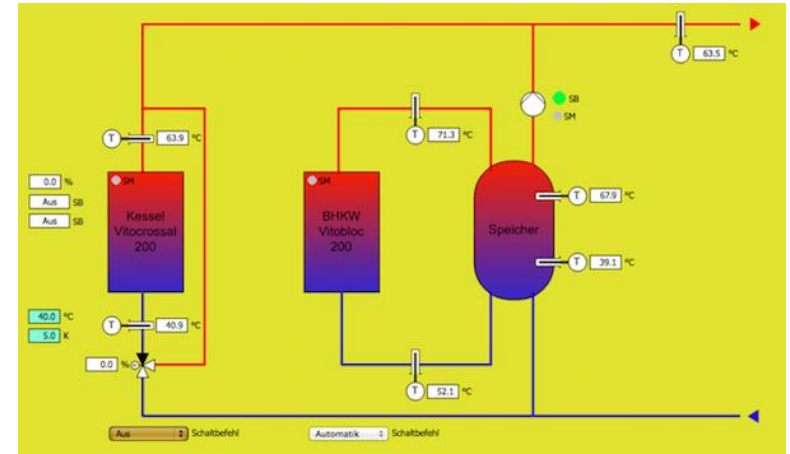 T 63.5 °C
SB
SM
T 71.3 °C
T 63.9 °C
0.0 %
Aus SB
Aus SB
SM
Kessel
Vitocrossal
200
SM
BHKW
Vitobloc
200
Speicher
T 67.9 °C
T 39.1 °C
40.0 °C
5.0 K
T 40.9 °C
0.0 %
T 52.1 °C
Aus Schaltbefehl
Automatik Schaltbefehl